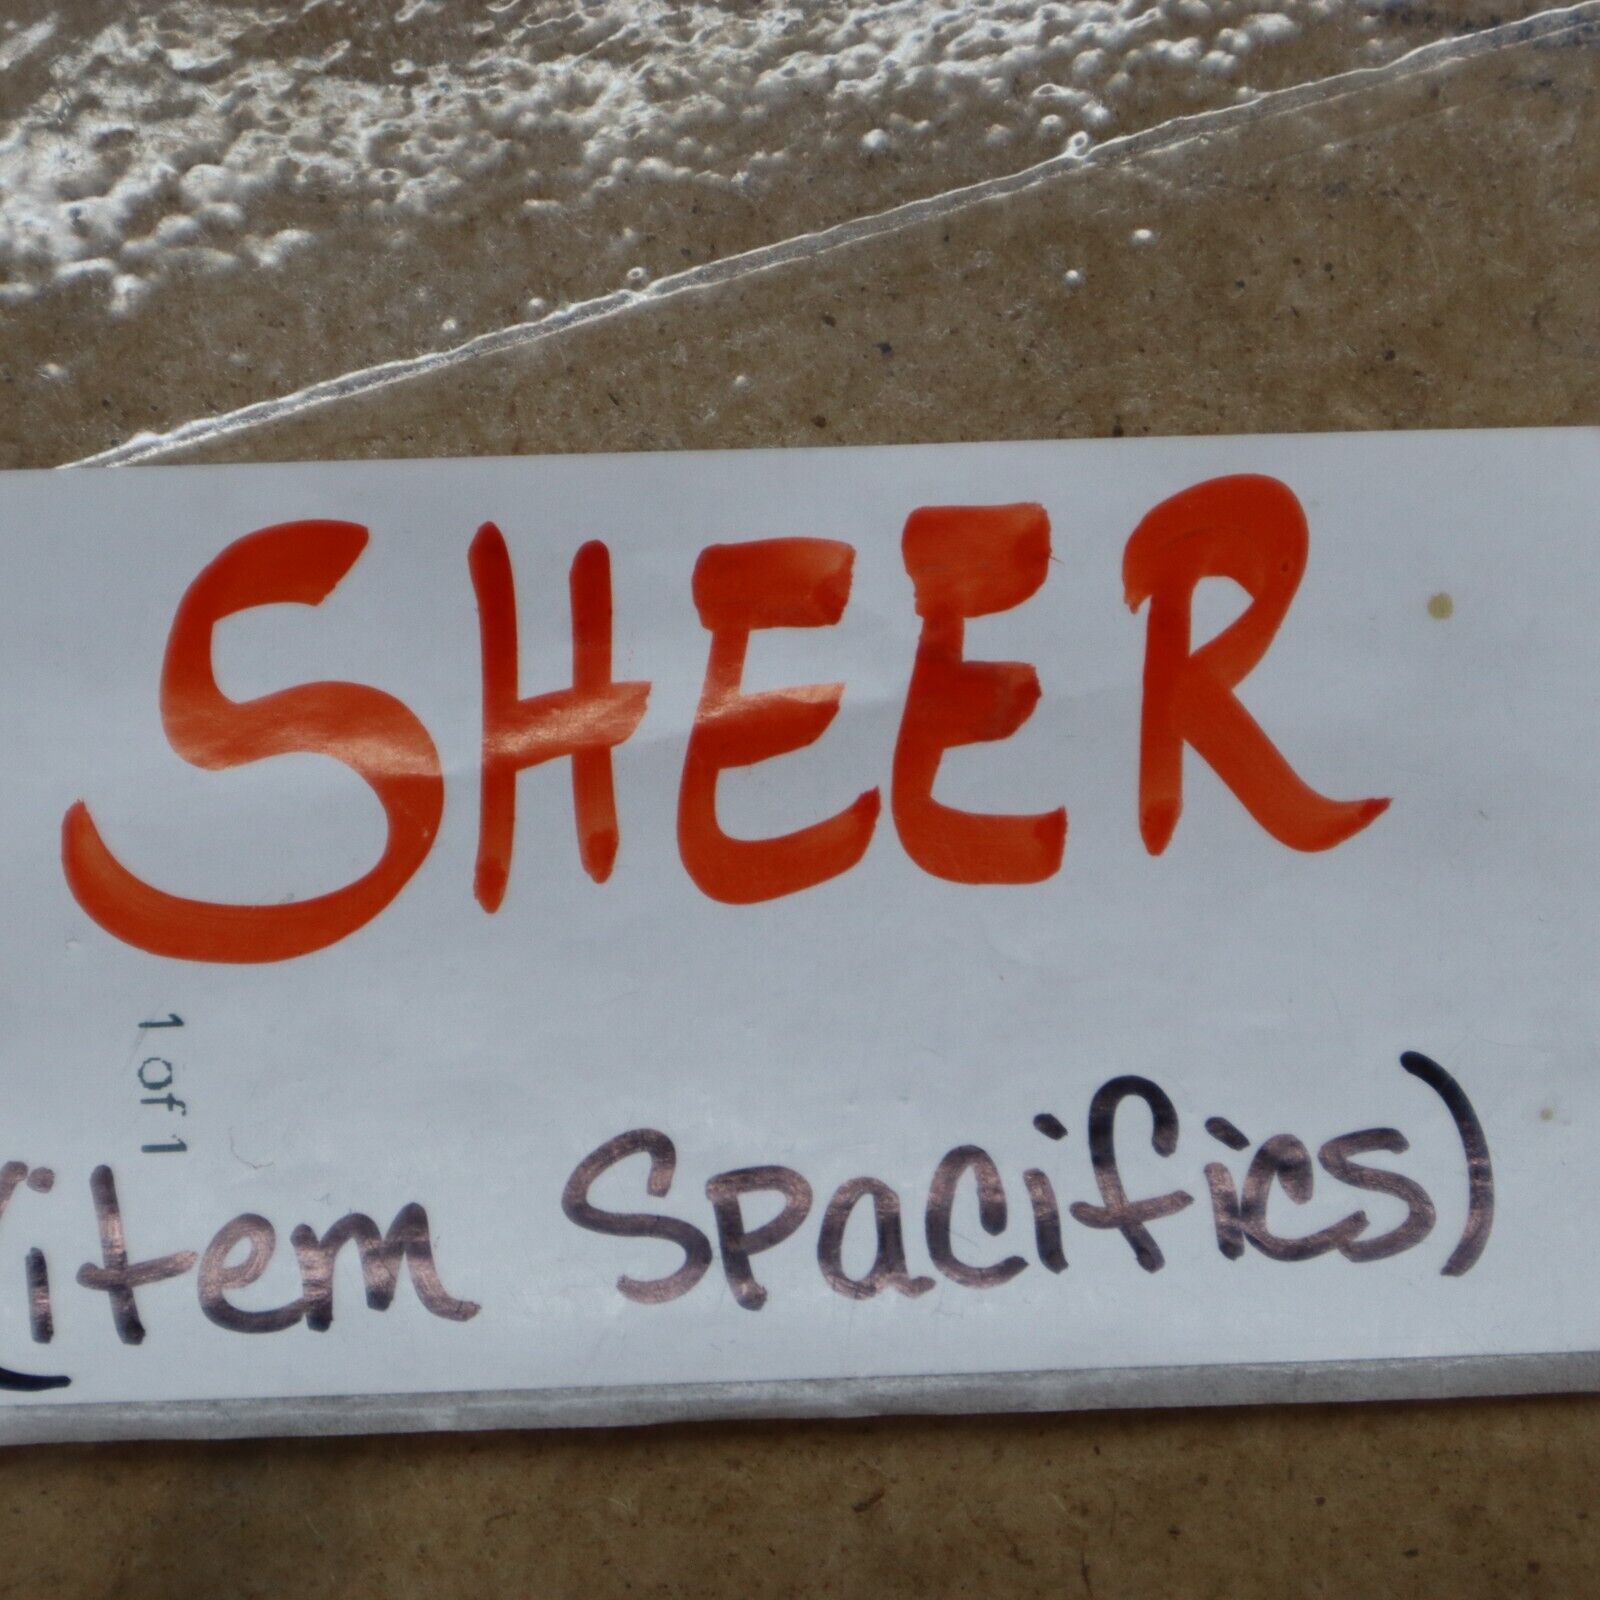 SHEER
1 of 1
(item Spacifics)